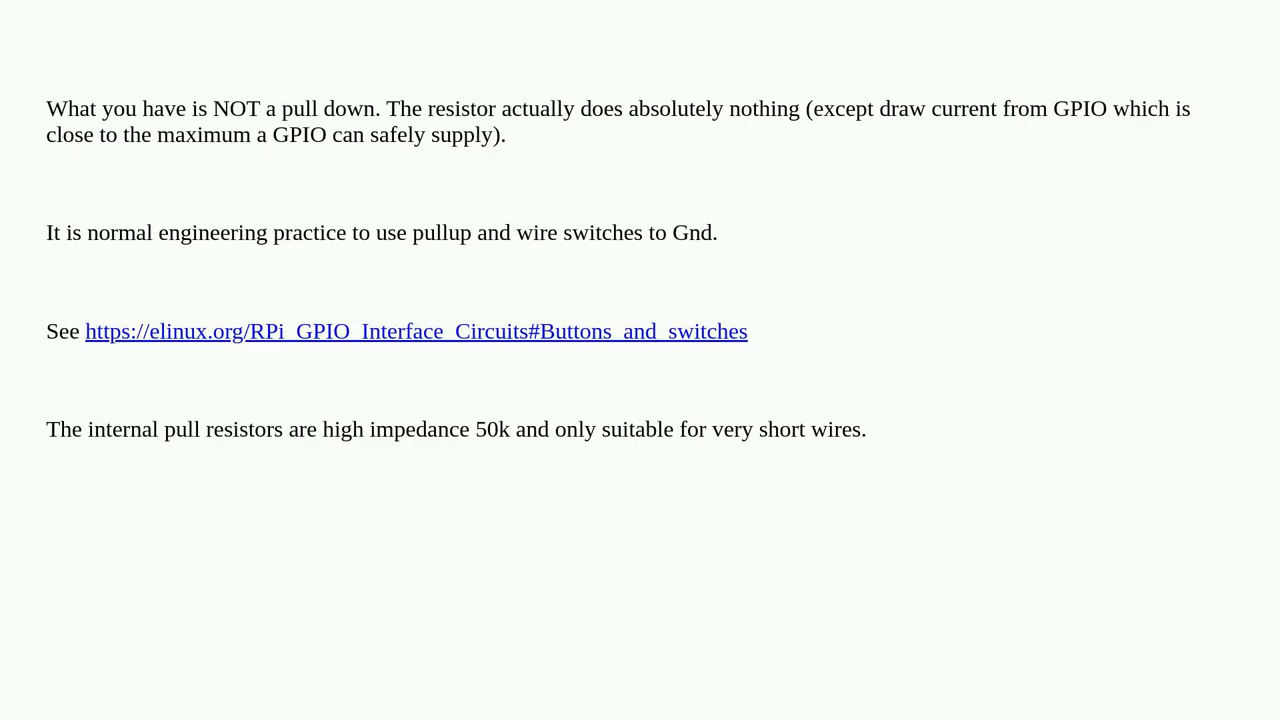 What you have is NOT a pull down. The resistor actually does absolutely nothing (except draw current from GPIO which is
close to the maximum a GPIO can safely supply).
It is normal engineering practice to use pullup and wire switches to Gnd.
See https://elinux.org/RPi_GPIO_Interface_Circuits#Buttons_and_switches
The internal pull resistors are high impedance 50k and only suitable for very short wires.